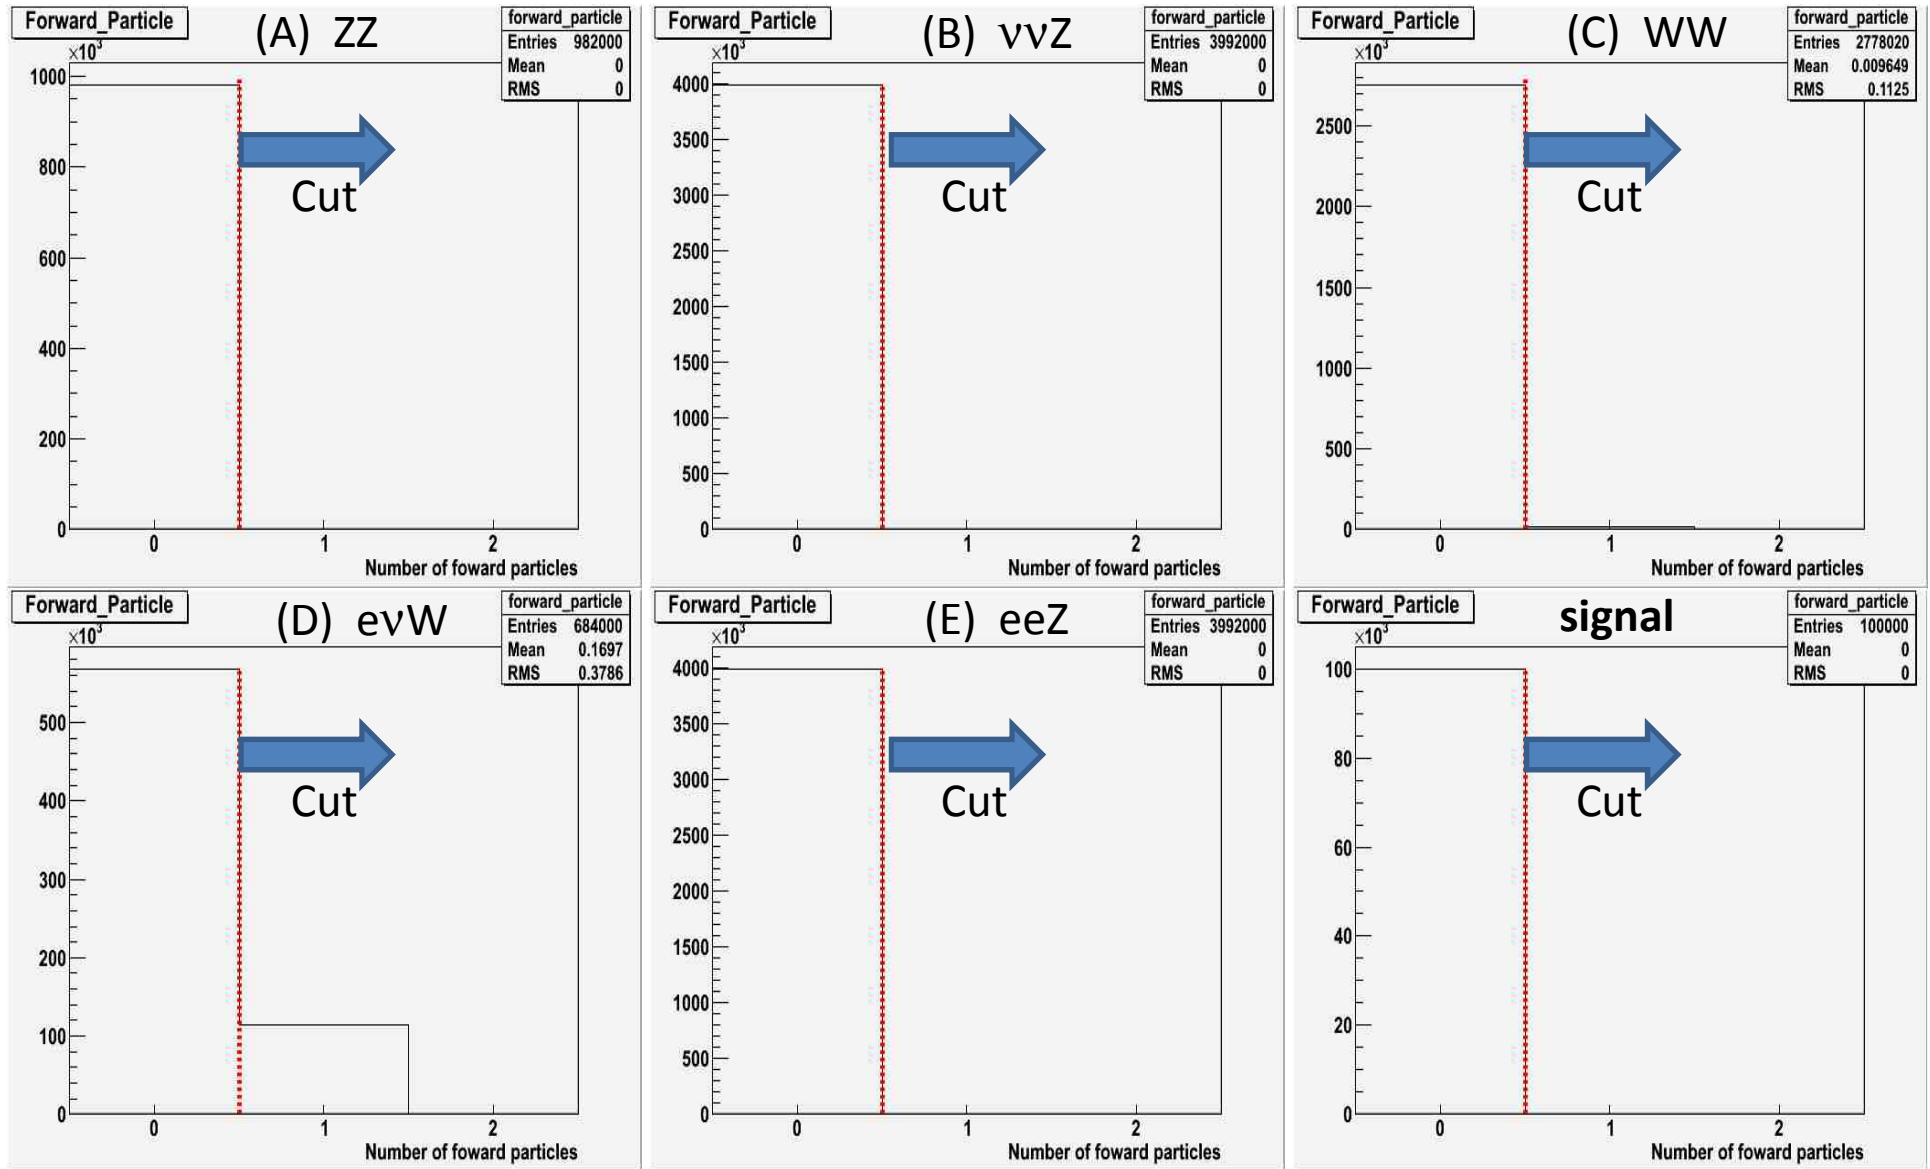 Forward_Particle
(A) ZZ
forward_particle
Entries 982000
Mean 0
RMS 0
×10³
1000
800
600
400
200
0
Cut
0 1 2
Number of foward particles
Forward_Particle
(B) ννZ
forward_particle
Entries 3992000
Mean 0
RMS 0
×10³
4000
3500
3000
2500
2000
1500
1000
500
0
Cut
0 1 2
Number of foward particles
Forward_Particle
(C) WW
forward_particle
Entries 2778020
Mean 0.009649
RMS 0.1125
×10³
2500
2000
1500
1000
500
0
Cut
0 1 2
Number of foward particles
Forward_Particle
(D) eνW
forward_particle
Entries 684000
Mean 0.1697
RMS 0.3786
×10³
500
400
300
200
100
0
Cut
0 1 2
Number of foward particles
Forward_Particle
(E) eeZ
forward_particle
Entries 3992000
Mean 0
RMS 0
×10³
4000
3500
3000
2500
2000
1500
1000
500
0
Cut
0 1 2
Number of foward particles
Forward_Particle
signal
forward_particle
Entries 100000
Mean 0
RMS 0
×10³
100
80
60
40
20
0
Cut
0 1 2
Number of foward particles